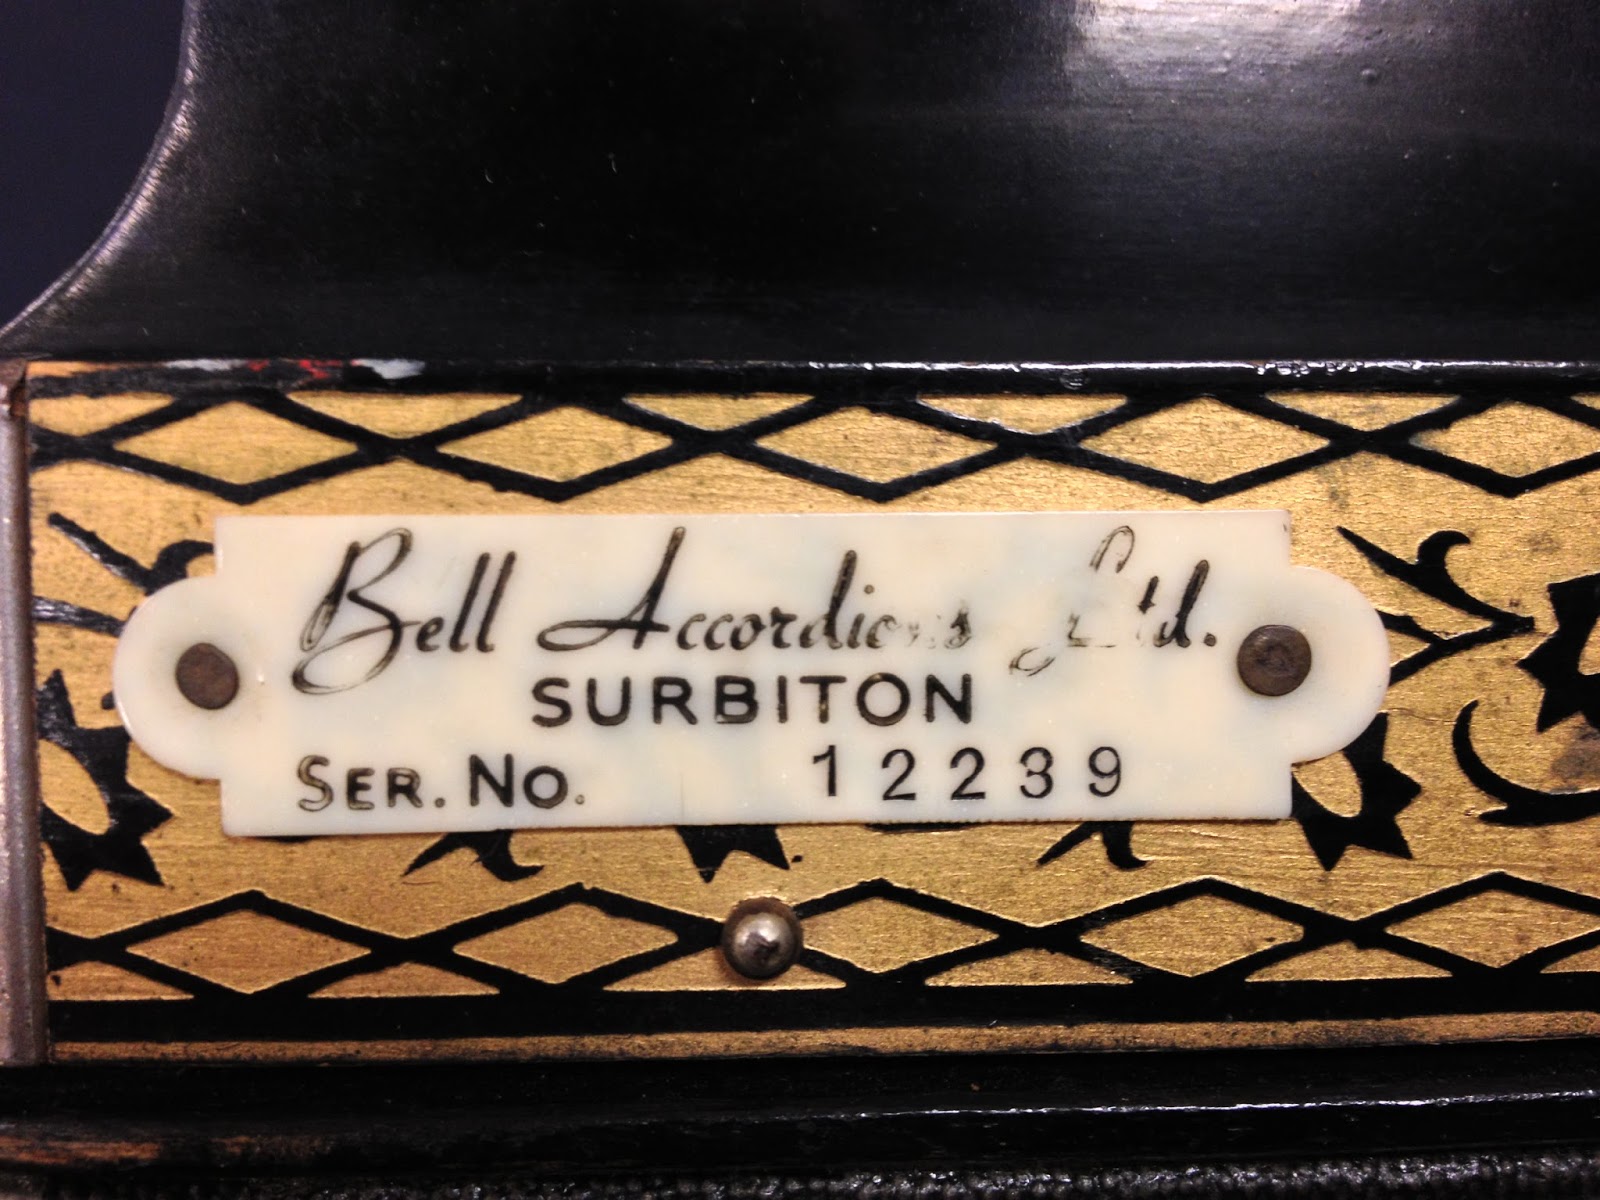 Bell Accordions Ltd.
SURBITON
SER. NO. 12239